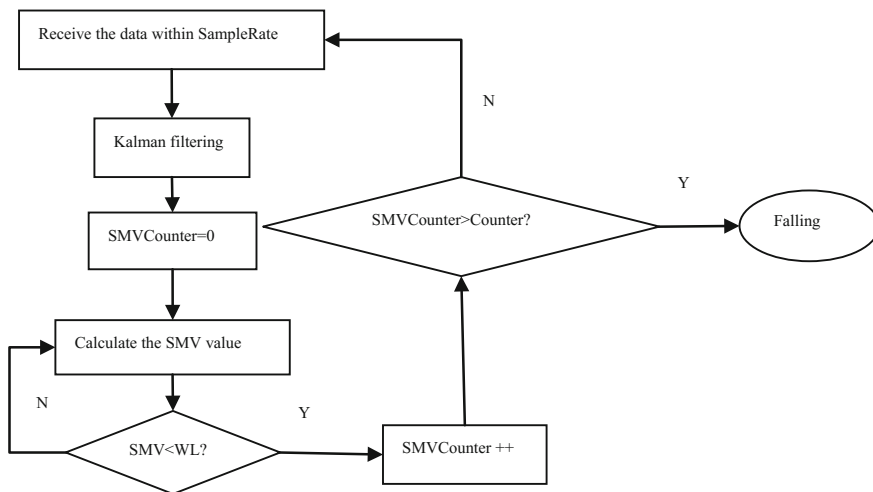 Receive the data within SampleRate
N
Kalman filtering
Y
SMVCounter=0
SMVCounter>Counter?
Falling
Calculate the SMV value
N
Y
SMV<WL?
SMVCounter ++